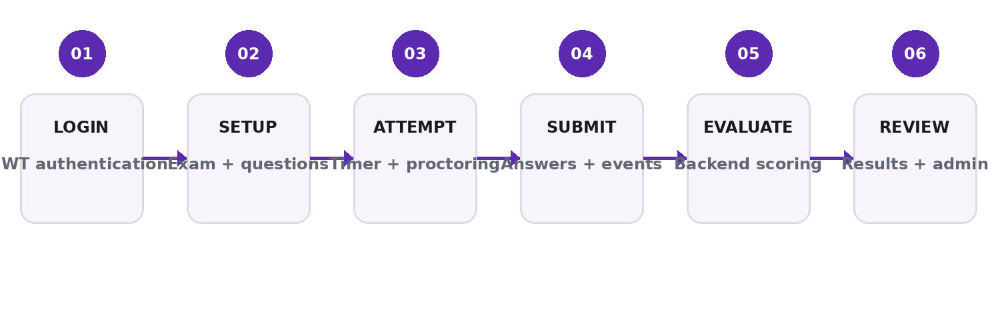 01 02 03 04 05 06
LOGIN SETUP ATTEMPT SUBMIT EVALUATE REVIEW
WT authentication Exam + questions Timer + proctoring Answers + events Backend scoring Results + admin